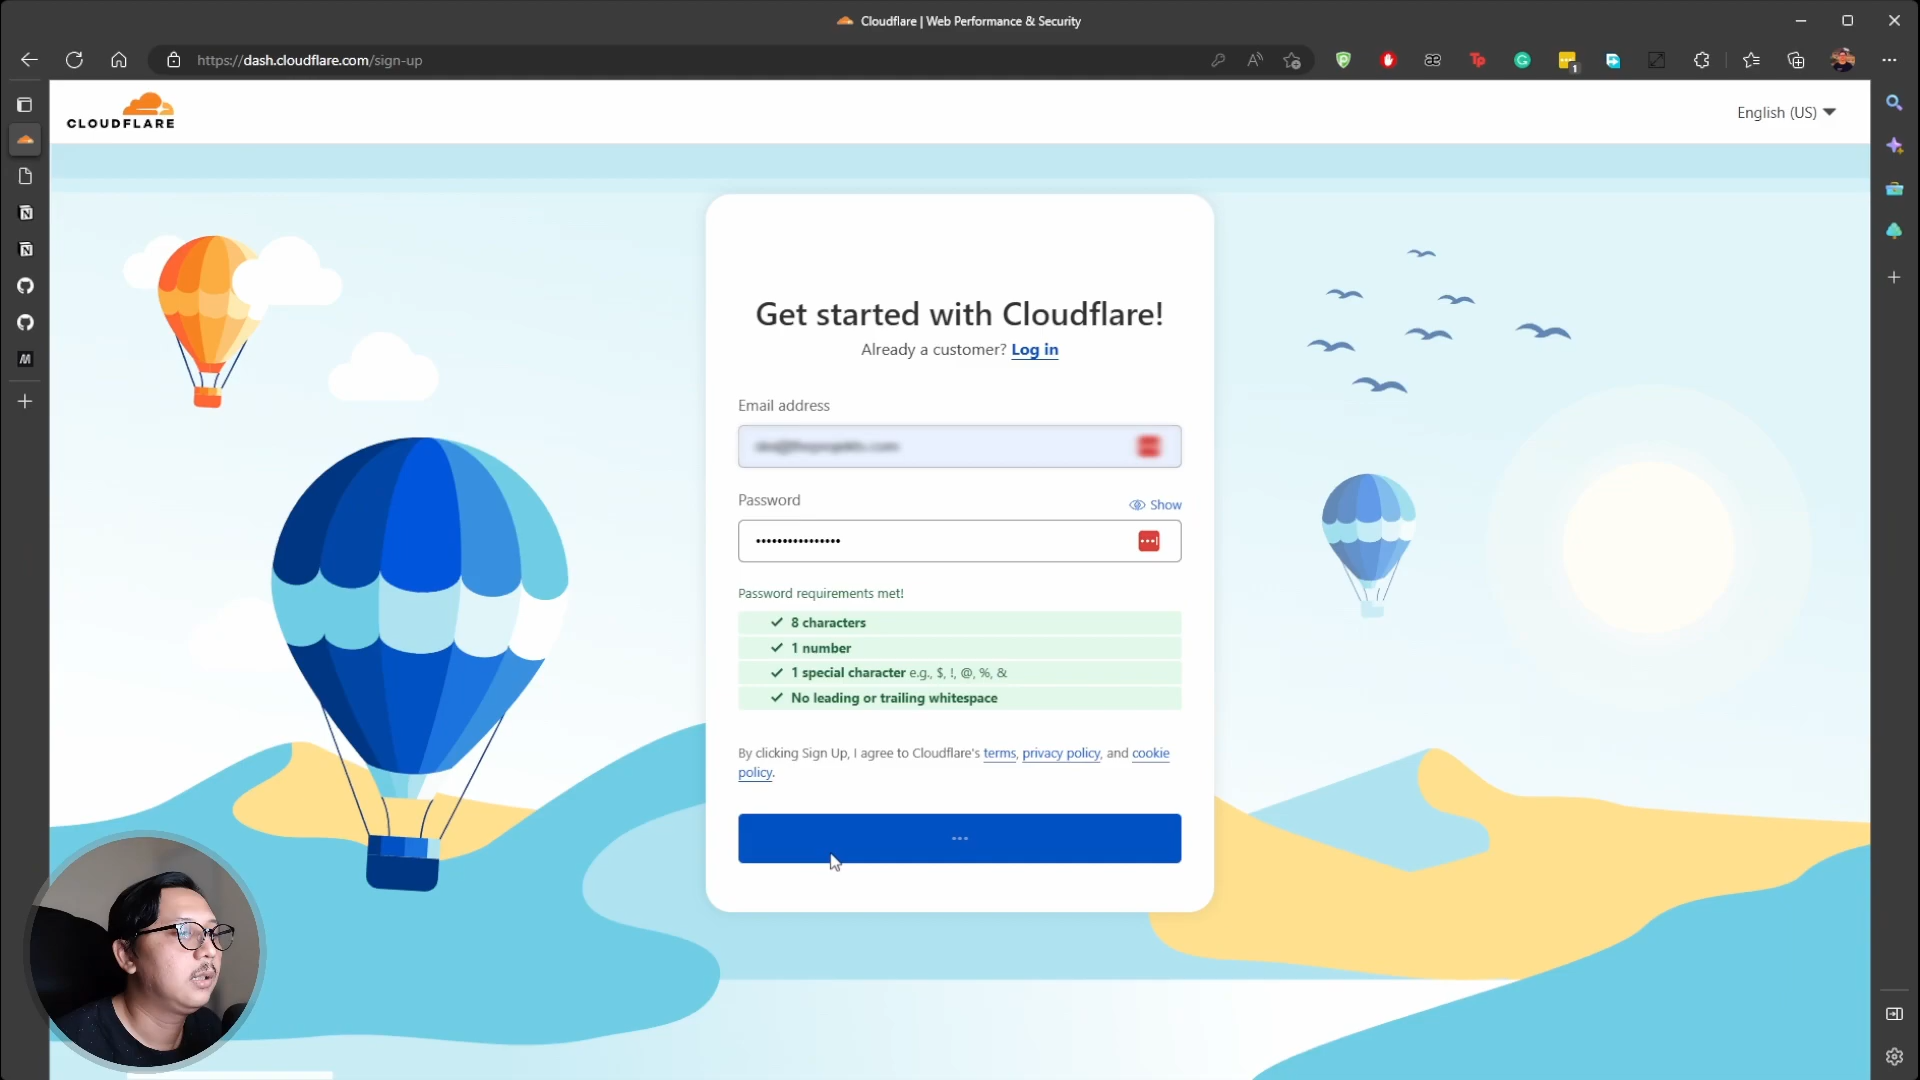 Cloudflare | Web Performance & Security
https://dash.cloudflare.com/sign-up
1
CLOUDFLARE
English (US)
Get started with Cloudflare!
Already a customer? Log in
Email address
Password
Show
••••••••••••••••
Password requirements met!
8 characters
1 number
1 special character e.g., $, !, @, %, &
No leading or trailing whitespace
By clicking Sign Up, I agree to Cloudflare's terms, privacy policy, and cookie
policy.